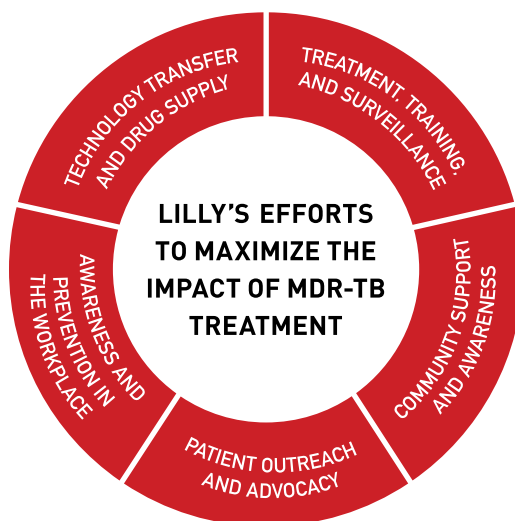 LILLY'S EFFORTS
TO MAXIMIZE THE
IMPACT OF MDR-TB
TREATMENT
TREATMENT, TRAINING,
AND SURVEILLANCE
COMMUNITY SUPPORT
AND AWARENESS
PATIENT OUTREACH
AND ADVOCACY
AWARENESS AND
PREVENTION IN
THE WORKPLACE
TECHNOLOGY TRANSFER
AND DRUG SUPPLY